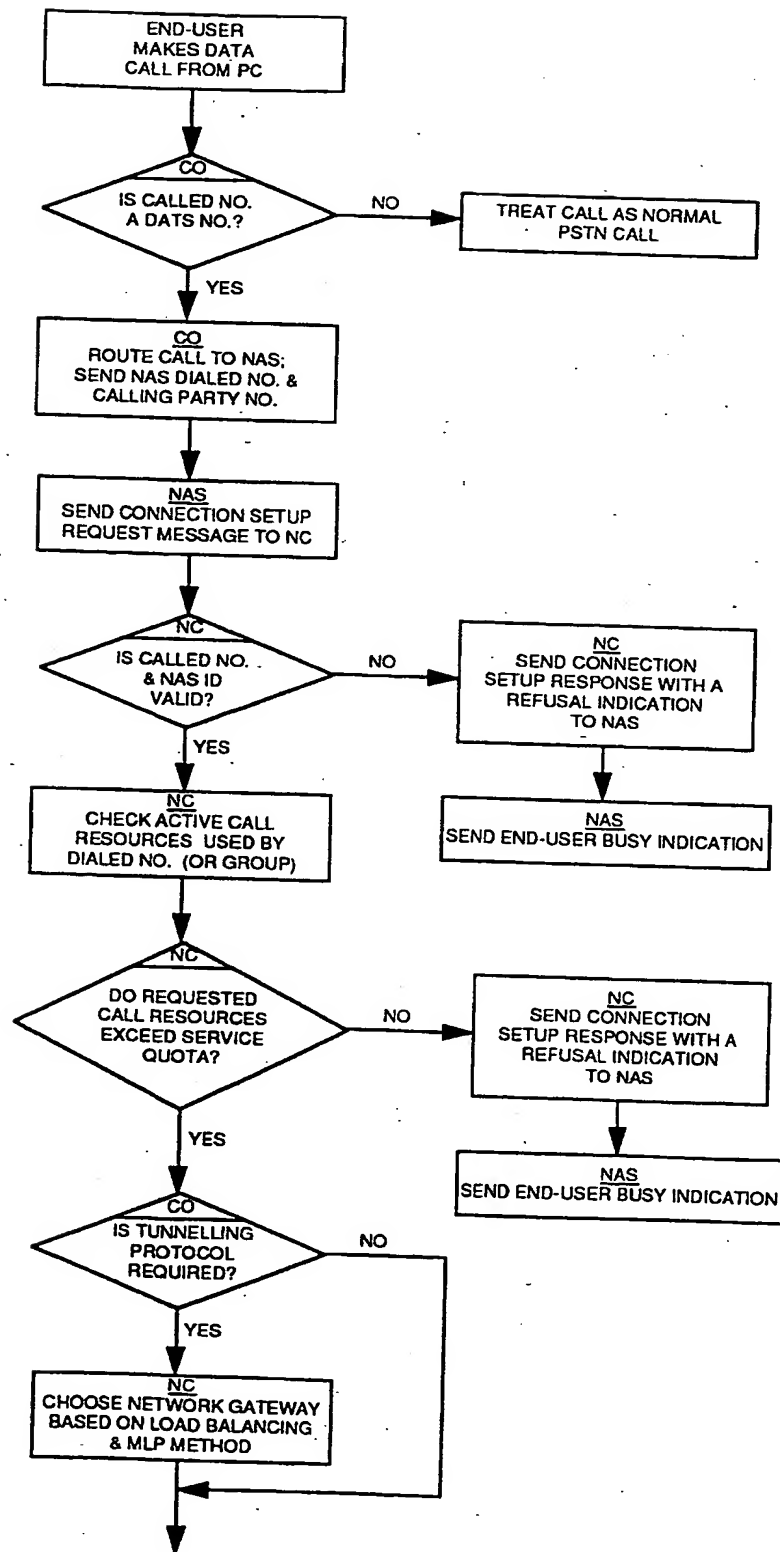 END-USER
MAKES DATA
CALL FROM PC
CO
IS CALLED NO.
A DATS NO.?
NO
TREAT CALL AS NORMAL
PSTN CALL
YES
CO
ROUTE CALL TO NAS;
SEND NAS DIALED NO. &
CALLING PARTY NO.
NAS
SEND CONNECTION SETUP
REQUEST MESSAGE TO NC
NC
IS CALLED NO.
& NAS ID
VALID?
NO
NC
SEND CONNECTION
SETUP RESPONSE WITH A
REFUSAL INDICATION
TO NAS
YES
NAS
SEND END-USER BUSY INDICATION
NC
CHECK ACTIVE CALL
RESOURCES USED BY
DIALED NO. (OR GROUP)
NC
DO REQUESTED
CALL RESOURCES
EXCEED SERVICE
QUOTA?
NO
NC
SEND CONNECTION
SETUP RESPONSE WITH A
REFUSAL INDICATION
TO NAS
YES
NAS
SEND END-USER BUSY INDICATION
CO
IS TUNNELLING
PROTOCOL
REQUIRED?
NO
YES
NC
CHOOSE NETWORK GATEWAY
BASED ON LOAD BALANCING
& MLP METHOD